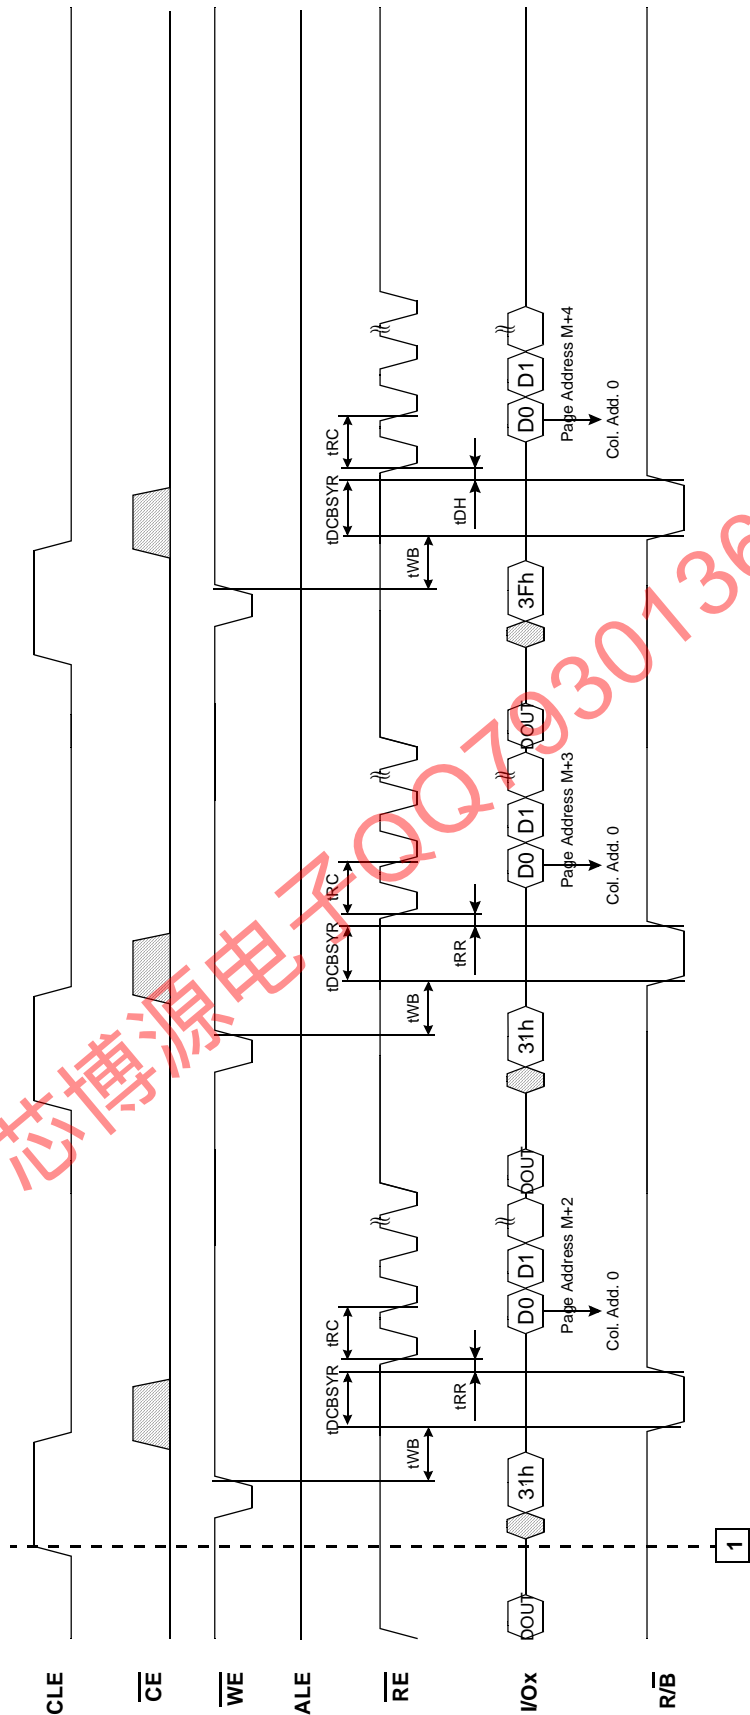 CLE
CE
WE
ALE
RE
I/Ox
R/B
1
tWB
tDCBSYR
tRC
tRR
DOUT
31h
D0
D1
DOUT
Page Address M+2
Col. Add. 0
tWB
tDCBSYR
tRC
tRR
31h
D0
D1
DOUT
Page Address M+3
Col. Add. 0
tWB
tDCBSYR
tRC
tDH
3Fh
D0
D1
Page Address M+4
Col. Add. 0
芯博源电子QQ7930136